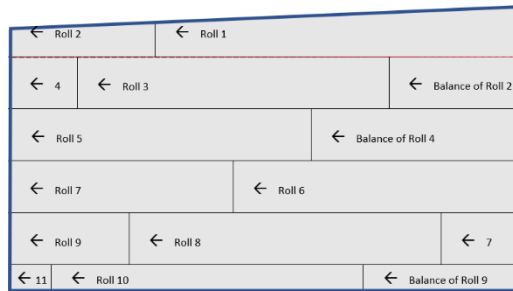 ← Roll 2 ← Roll 1
← 4 ← Roll 3 ← Balance of Roll 2
← Roll 5 ← Balance of Roll 4
← Roll 7 ← Roll 6
← Roll 9 ← Roll 8 ← 7
← 11 ← Roll 10 ← Balance of Roll 9